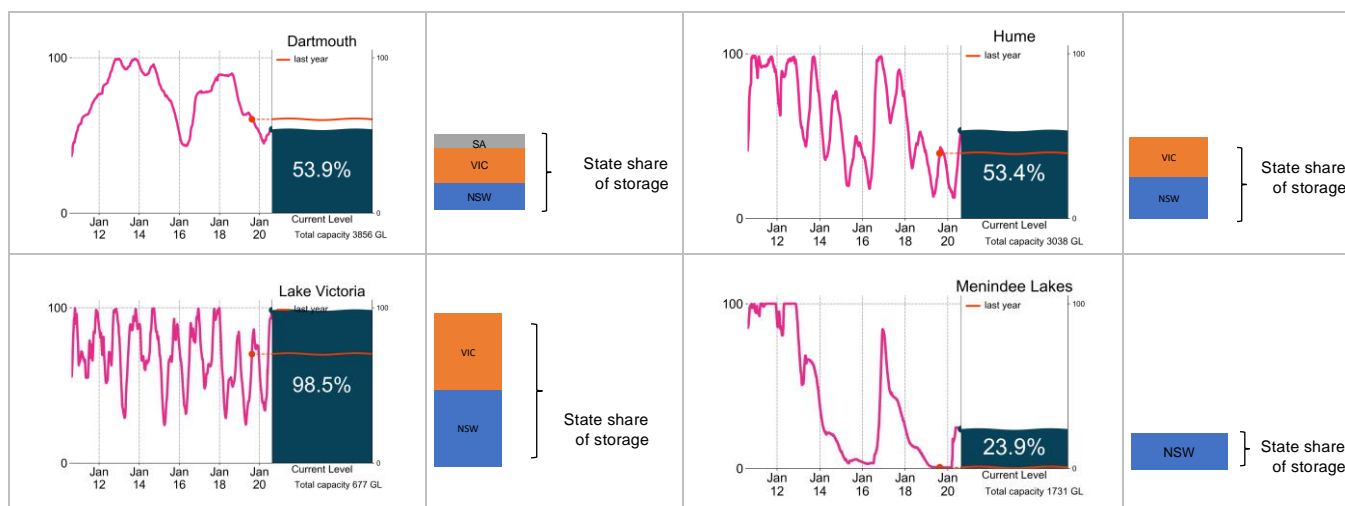 Dartmouth
last year
100
100
53.9%
0
0
Jan Jan Jan Jan Jan
12 14 16 18 20
Current Level
Total capacity 3856 GL
SA
VIC
NSW
State share
of storage
Hume
last year
100
100
53.4%
0
0
Jan Jan Jan Jan Jan
12 14 16 18 20
Current Level
Total capacity 3038 GL
VIC
NSW
State share
of storage
Lake Victoria
last year
100
100
98.5%
0
0
Jan Jan Jan Jan Jan
12 14 16 18 20
Current Level
Total capacity 677 GL
VIC
NSW
State share
of storage
Menindee Lakes
last year
100
100
23.9%
0
0
Jan Jan Jan Jan Jan
12 14 16 18 20
Current Level
Total capacity 1731 GL
NSW
State share
of storage